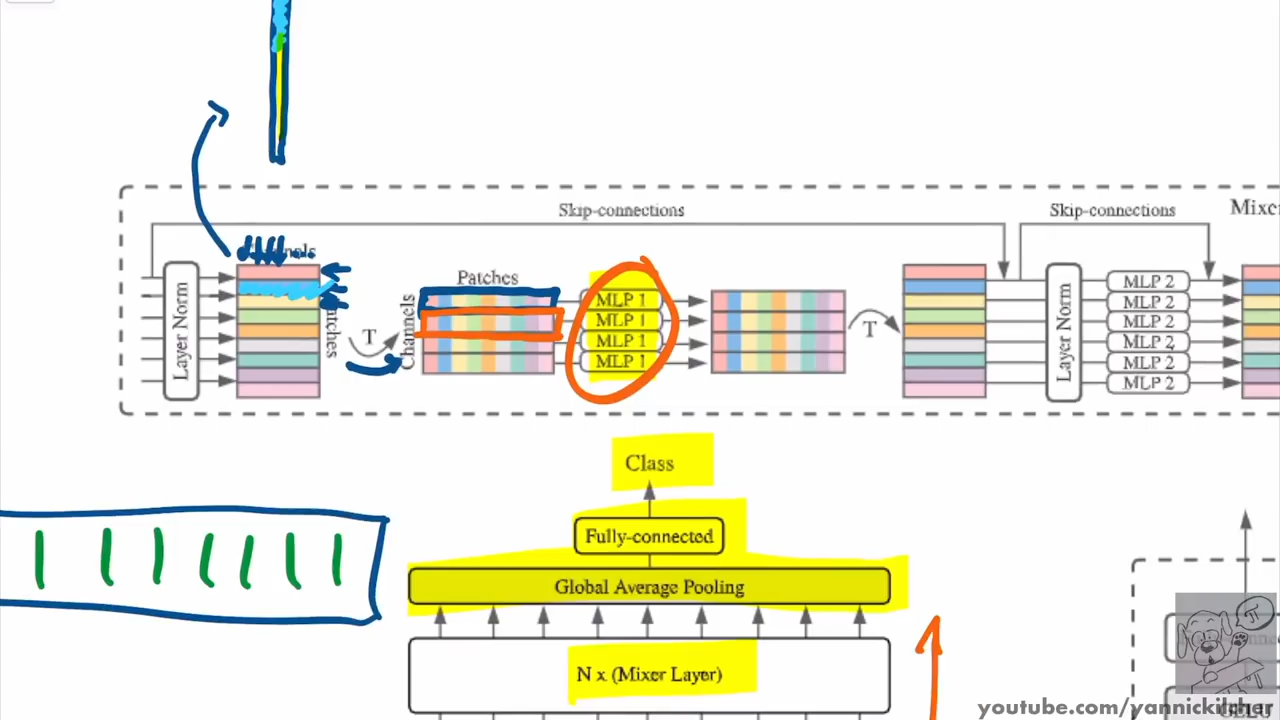 Skip-connections
Skip-connections
Mixer
Patches
Layer Norm
Patches
T
Channels
MLP 1
MLP 1
MLP 1
MLP 1
T
Layer Norm
MLP 2
MLP 2
MLP 2
MLP 2
MLP 2
MLP 2
Class
Fully-connected
Global Average Pooling
N x (Mixer Layer)
π
youtube.com/yannickilcher